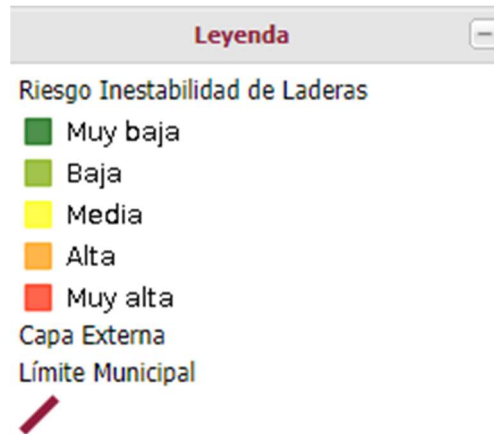 Leyenda
Riesgo Inestabilidad de Laderas
Muy baja
Baja
Media
Alta
Muy alta
Capa Externa
Límite Municipal